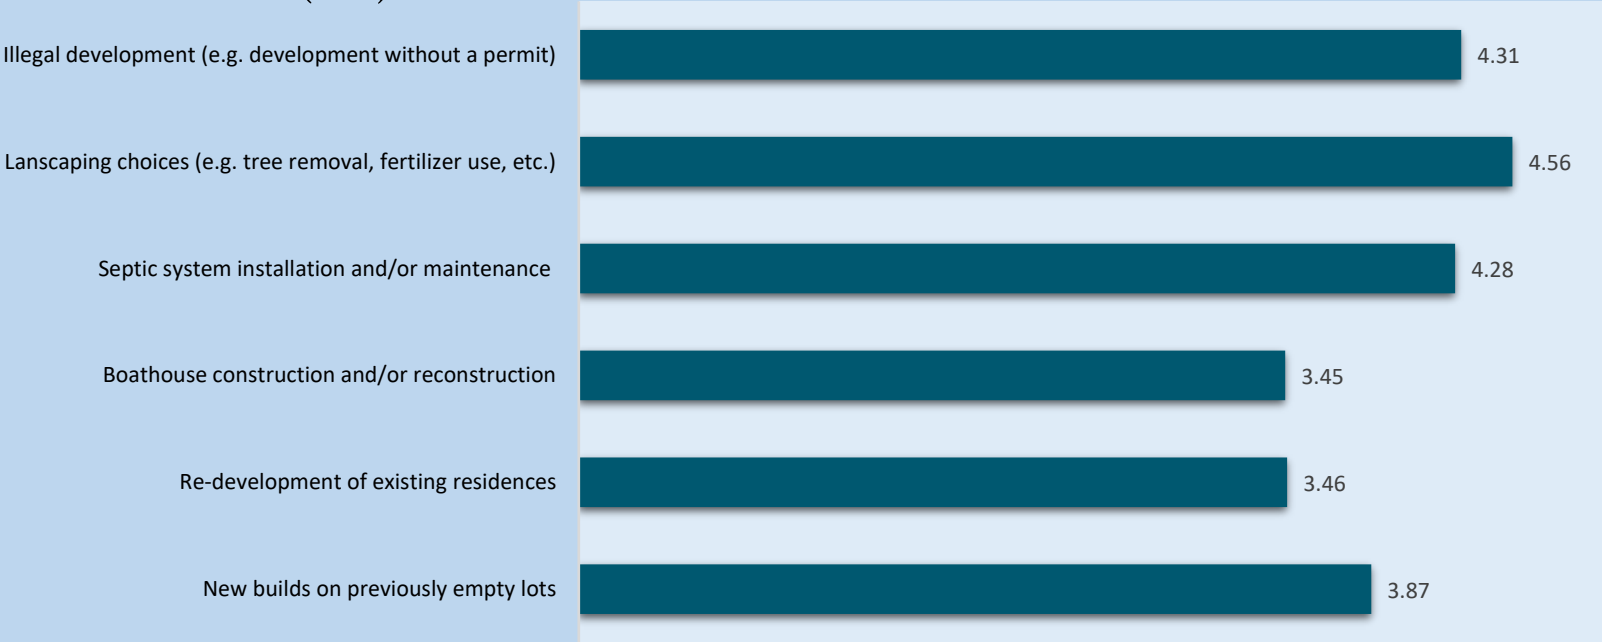 Illegal development (e.g. development without a permit)
4.31
Lanscaping choices (e.g. tree removal, fertilizer use, etc.)
4.56
Septic system installation and/or maintenance
4.28
Boathouse construction and/or reconstruction
3.45
Re-development of existing residences
3.46
New builds on previously empty lots
3.87